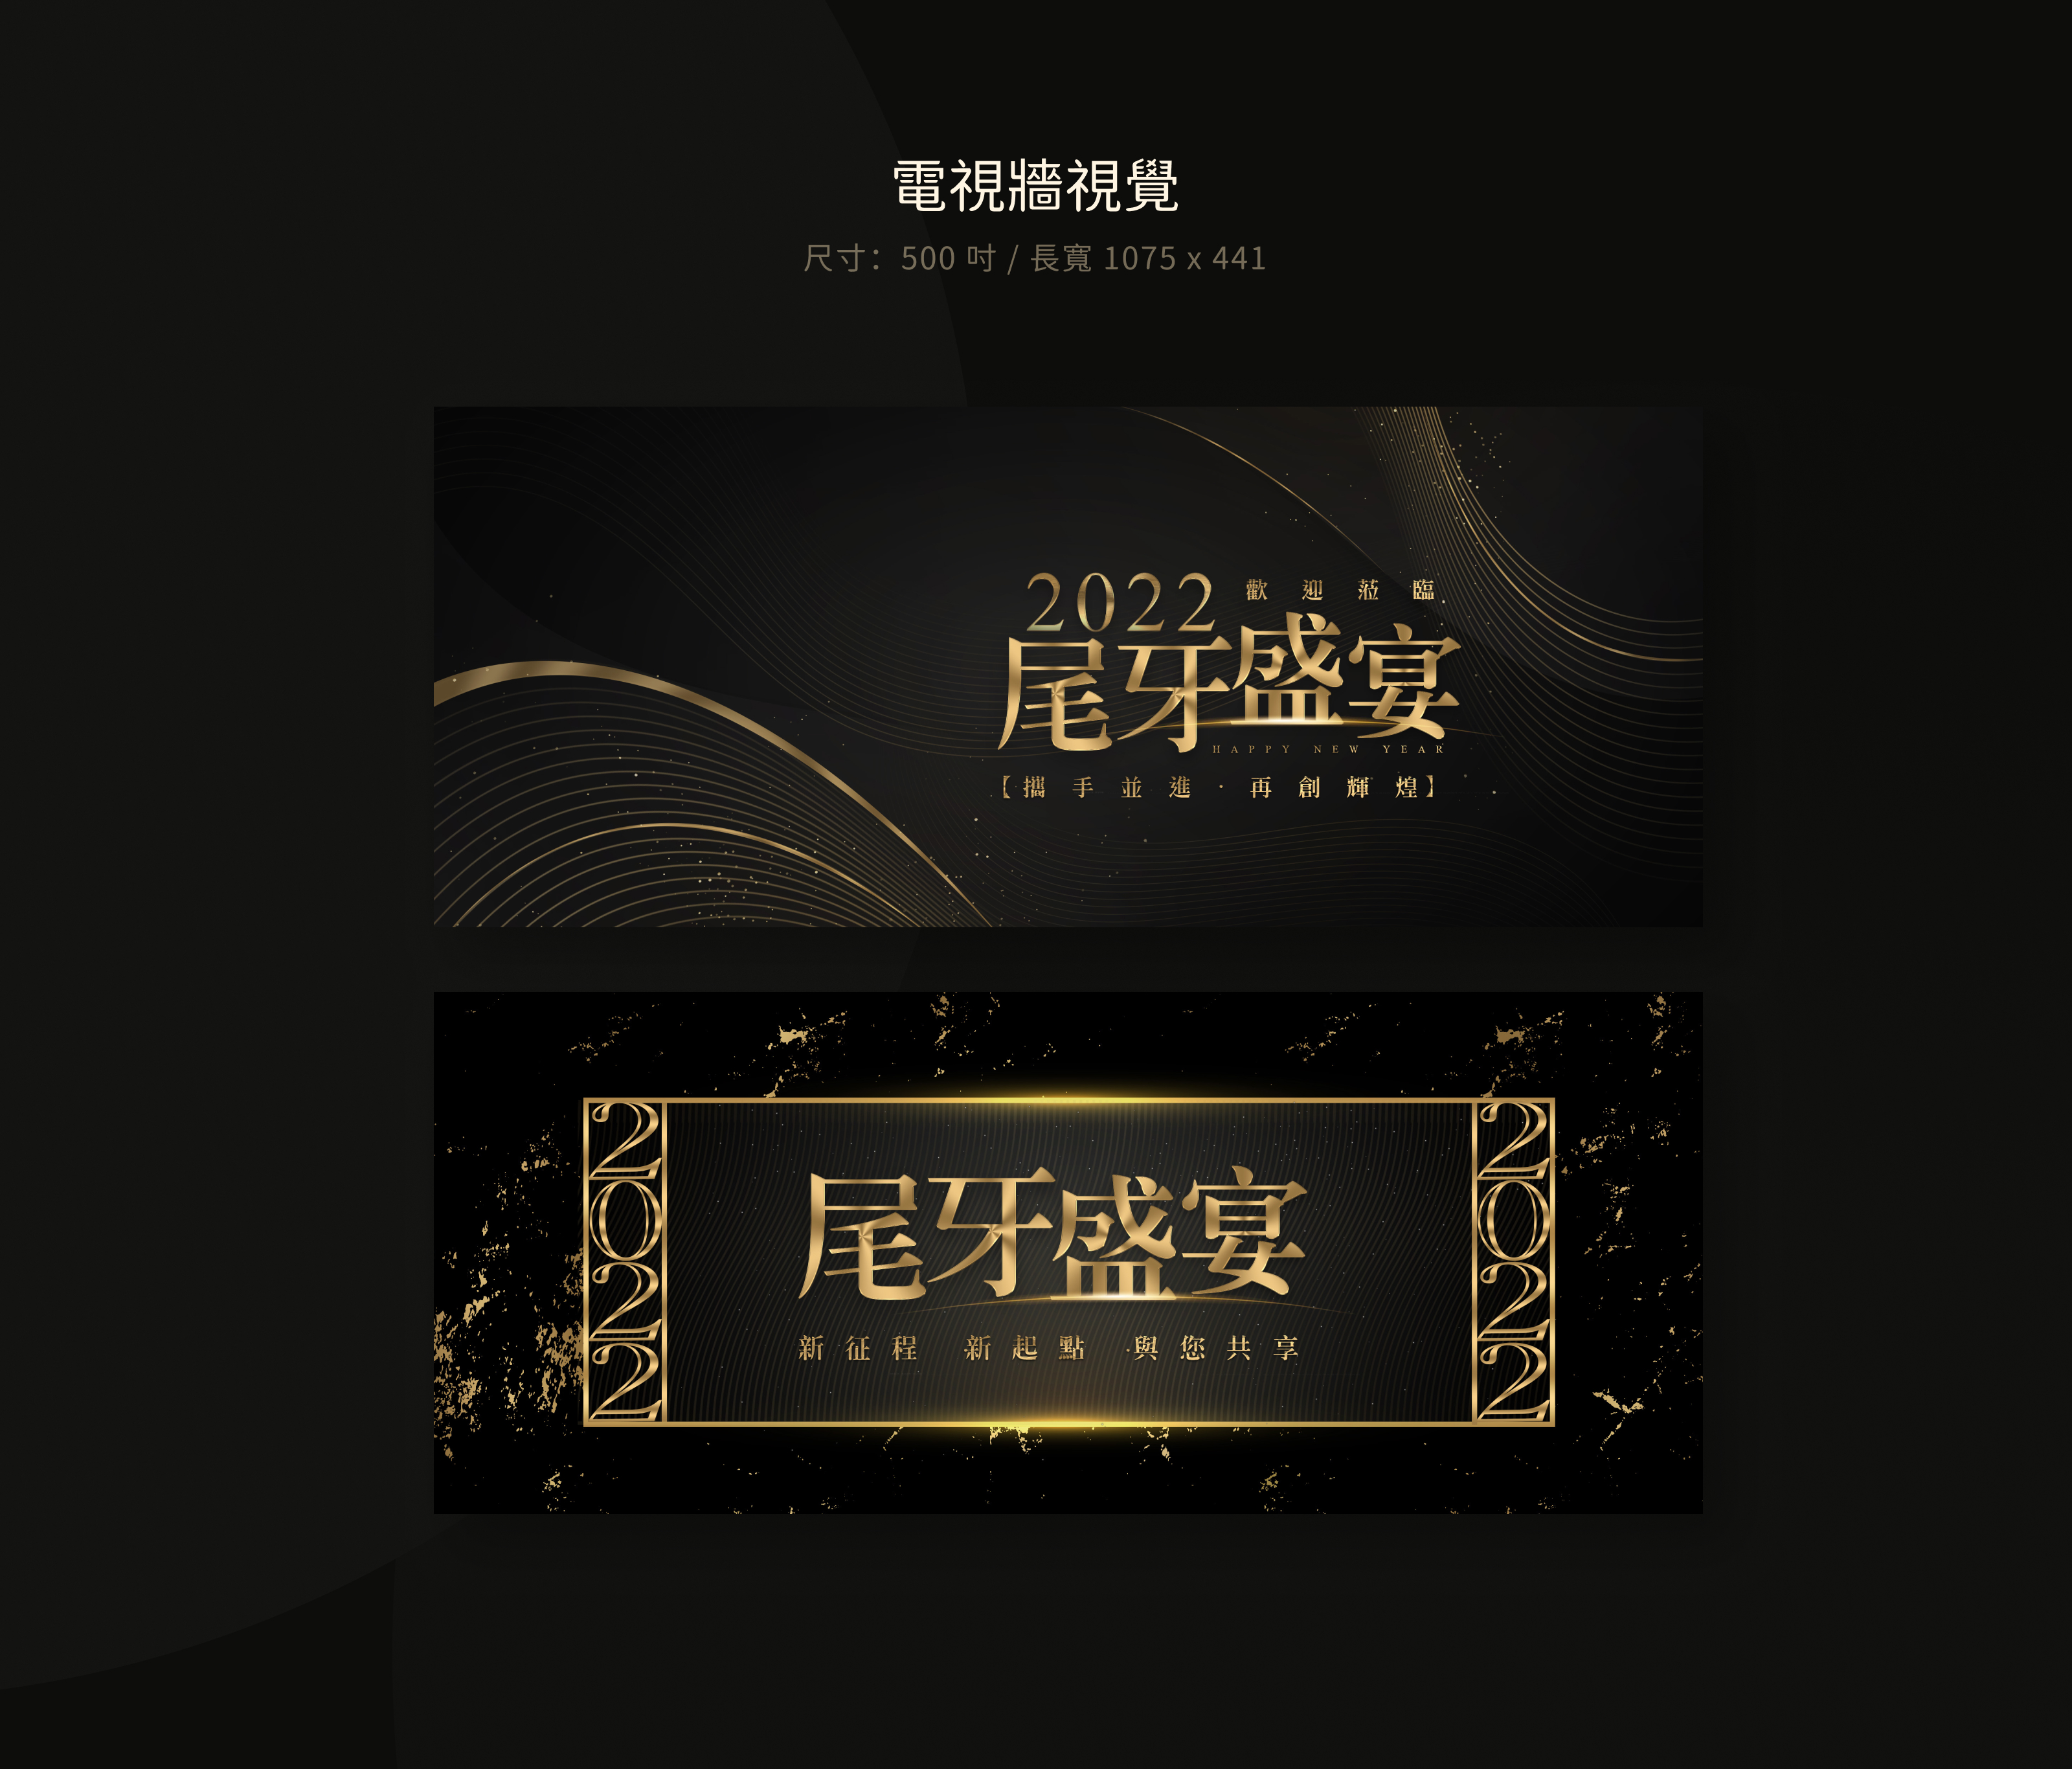 電視牆視覺
尺寸：500 吋 / 長寬 1075 x 441
2022 歡迎蒞臨
尾牙盛宴
HAPPY NEW YEAR
【攜手並進·再創輝煌】
2022
尾牙盛宴
新征程 新起點 與您共享
2022